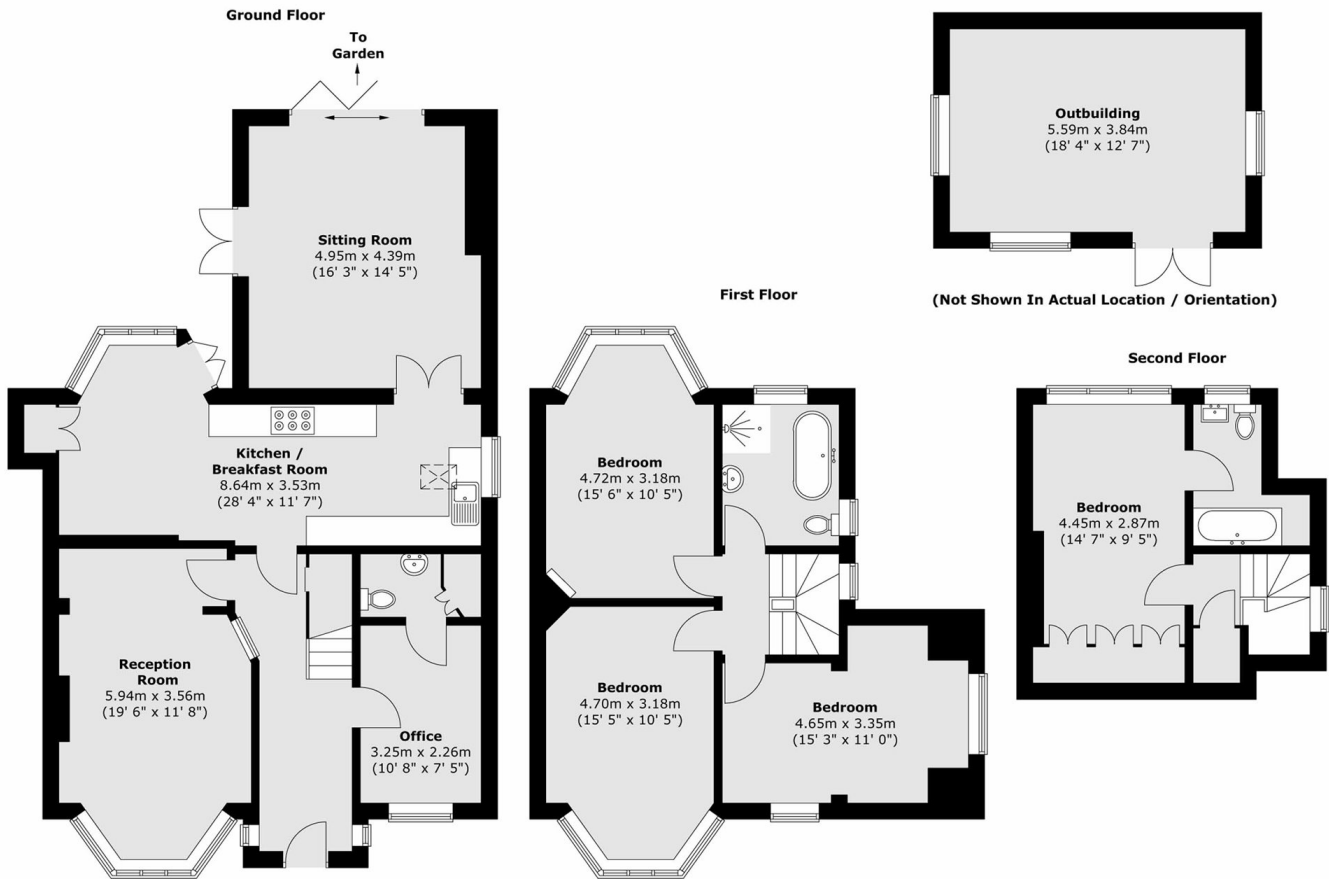 Ground Floor
To
Garden
Sitting Room
4.95m x 4.39m
(16' 3" x 14' 5")
Kitchen /
Breakfast Room
8.64m x 3.53m
(28' 4" x 11' 7")
Reception
Room
5.94m x 3.56m
(19' 6" x 11' 8")
Office
3.25m x 2.26m
(10' 8" x 7' 5")
First Floor
Bedroom
4.72m x 3.18m
(15' 6" x 10' 5")
Bedroom
4.70m x 3.18m
(15' 5" x 10' 5")
Bedroom
4.65m x 3.35m
(15' 3" x 11' 0")
Outbuilding
5.59m x 3.84m
(18' 4" x 12' 7")
(Not Shown In Actual Location / Orientation)
Second Floor
Bedroom
4.45m x 2.87m
(14' 7" x 9' 5")